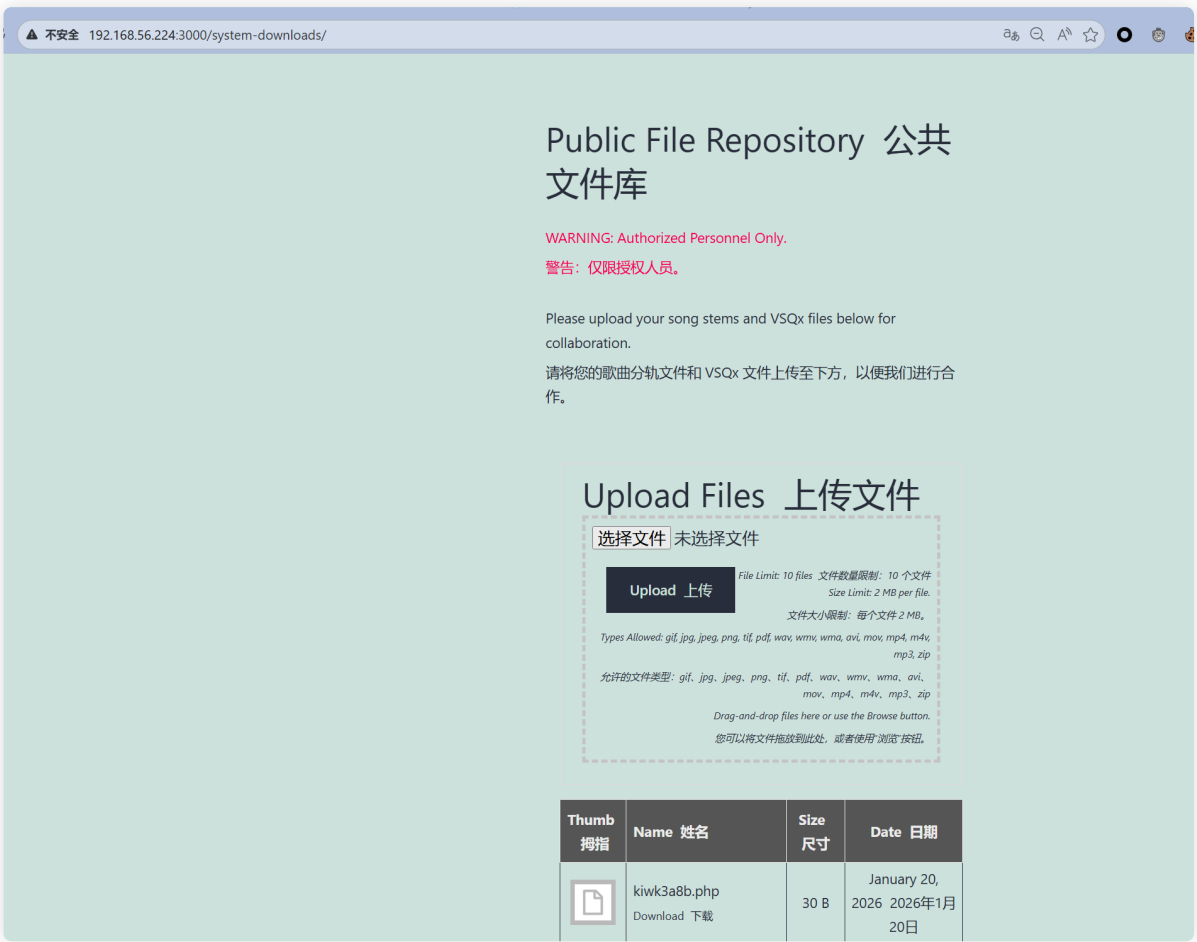 不安全 192.168.56.224:3000/system-downloads/
Public File Repository 公共
文件库
WARNING: Authorized Personnel Only.
警告：仅限授权人员。
Please upload your song stems and VSQx files below for
collaboration.
请将您的歌曲分轨文件和 VSQx 文件上传至下方，以便我们进行合
作。
Upload Files 上传文件
选择文件 未选择文件
Upload 上传
File Limit: 10 files 文件数量限制：10 个文件
Size Limit: 2 MB per file.
文件大小限制：每个文件 2 MB。
Types Allowed: gif, jpg, jpeg, png, tif, pdf, wav, wmv, wma, avi, mov, mp4, m4v,
mp3, zip
允许的文件类型：gif、jpg、jpeg、png、tif、pdf、wav、wmv、wma、avi、
mov、mp4、m4v、mp3、zip
Drag-and-drop files here or use the Browse button.
您可以将文件拖放到此处，或者使用“浏览”按钮。
Thumb
拇指
Name 姓名
Size
尺寸
Date 日期
kiwk3a8b.php
Download 下载
30 B
January 20,
2026 2026年1月
20日